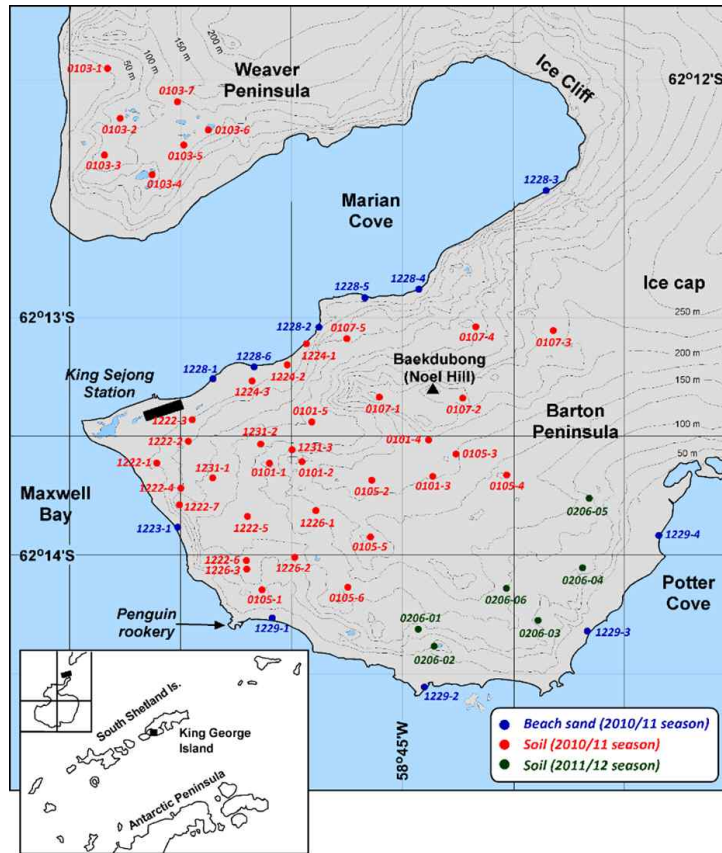 200 m
150 m
100 m
50 m
0103-1
Weaver
Peninsula
Ice Cliff
62°12'S
0103-7
0103-2
0103-6
0103-5
0103-3
0103-4
1228-3
Marian
Cove
1228-4
1228-5
Ice cap
62°13'S
250 m
1228-2
0107-5
0107-4
0107-3
1224-1
200 m
1228-6
1228-1
1224-2
Baekdubong
(Noel Hill)
150 m
King Sejong
Station
1224-3
0107-1
0107-2
Barton
Peninsula
1222-3
0101-5
100 m
1222-2
1231-2
1231-3
0101-4
0105-3
50 m
1222-1
1231-1
0101-1
0101-2
0105-2
0101-3
0105-4
1222-4
Maxwell
Bay
1222-7
0206-05
1223-1
1222-5
1226-1
1229-4
62°14'S
0105-5
1222-6
1226-3
1226-2
0206-04
Potter
Cove
0105-1
0105-6
0206-06
Penguin
rookery
1229-1
0206-01
0206-03
1229-3
0206-02
1229-2
58°45'W
South Shetland Is.
King George
Island
Antarctic Peninsula
Beach sand (2010/11 season)
Soil (2010/11 season)
Soil (2011/12 season)